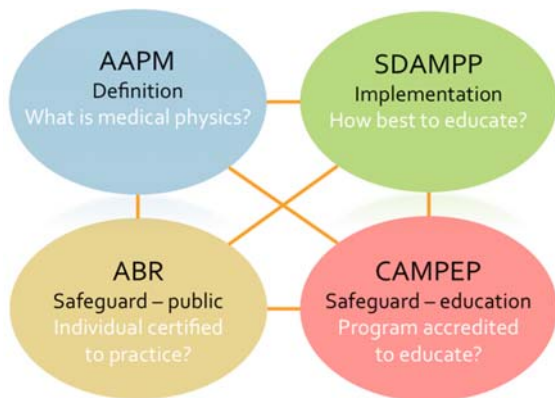 AAPM
Definition
What is medical physics?
SDAMPP
Implementation
How best to educate?
ABR
Safeguard – public
Individual certified
to practice?
CAMPEP
Safeguard – education
Program accredited
to educate?